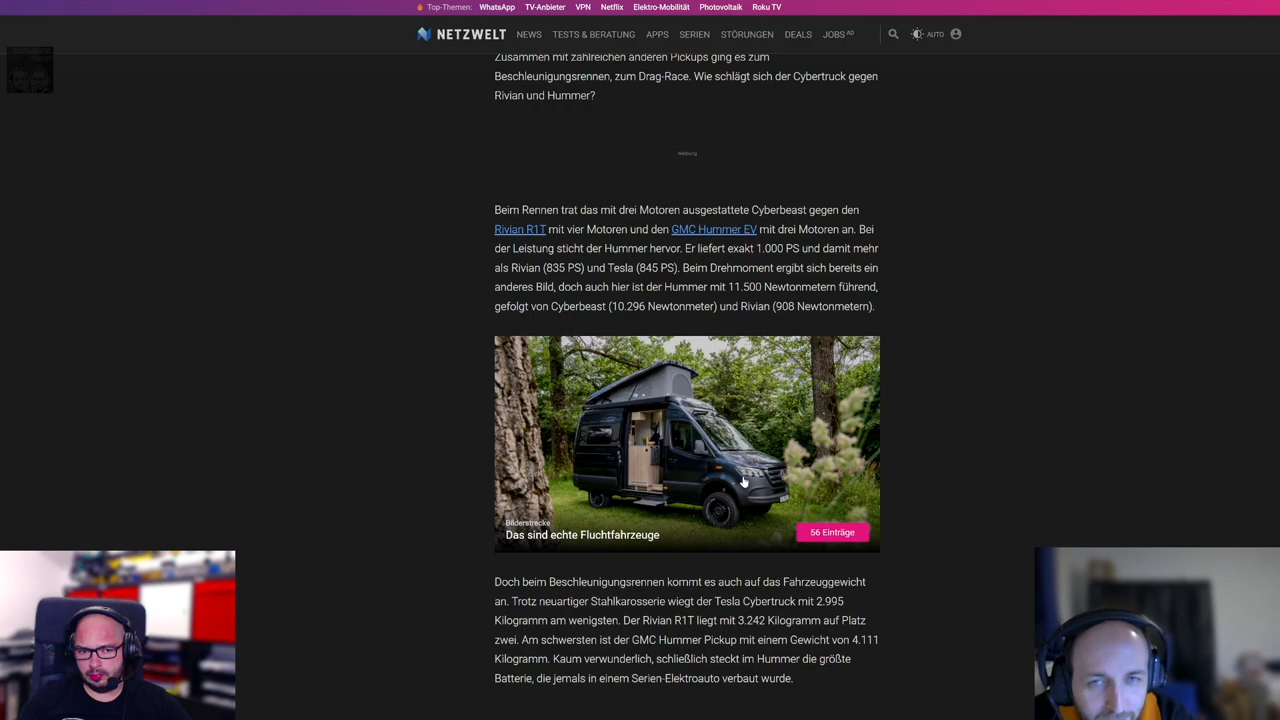 Top-Themen: WhatsApp TV-Anbieter VPN Netflix Elektro-Mobilität Photovoltaik Roku TV
NETZWELT NEWS TESTS & BERATUNG APPS SERIEN STÖRUNGEN DEALS JOBS AD AUTO
Zusammen mit zahlreichen anderen Pickups ging es zum
Beschleunigungsrennen, zum Drag-Race. Wie schlägt sich der Cybertruck gegen
Rivian und Hummer?
Werbung
Beim Rennen trat das mit drei Motoren ausgestattete Cyberbeast gegen den
Rivian R1T mit vier Motoren und den GMC Hummer EV mit drei Motoren an. Bei
der Leistung sticht der Hummer hervor. Er liefert exakt 1.000 PS und damit mehr
als Rivian (835 PS) und Tesla (845 PS). Beim Drehmoment ergibt sich bereits ein
anderes Bild, doch auch hier ist der Hummer mit 11.500 Newtonmetern führend,
gefolgt von Cyberbeast (10.296 Newtonmeter) und Rivian (908 Newtonmetern).
Bilderstrecke
Das sind echte Fluchtfahrzeuge
56 Einträge
Doch beim Beschleunigungsrennen kommt es auch auf das Fahrzeuggewicht
an. Trotz neuartiger Stahlkarosserie wiegt der Tesla Cybertruck mit 2.995
Kilogramm am wenigsten. Der Rivian R1T liegt mit 3.242 Kilogramm auf Platz
zwei. Am schwersten ist der GMC Hummer Pickup mit einem Gewicht von 4.111
Kilogramm. Kaum verwunderlich, schließlich steckt im Hummer die größte
Batterie, die jemals in einem Serien-Elektroauto verbaut wurde.